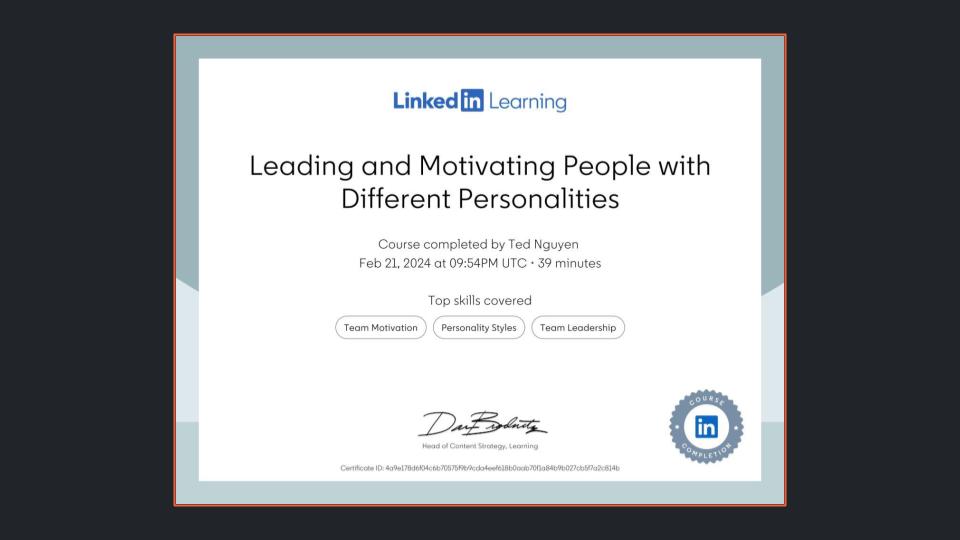 Linked in Learning
Leading and Motivating People with
Different Personalities
Course completed by Ted Nguyen
Feb 21, 2024 at 09:54PM UTC • 39 minutes
Top skills covered
Team Motivation Personality Styles Team Leadership
Head of Content Strategy, Learning
COURSE
in
COMPLETION
Certificate ID: 4a9e178d6f04c6b70575f9b9cda4eef618b0aab70f1a84b9b027cb5f7a2c814b